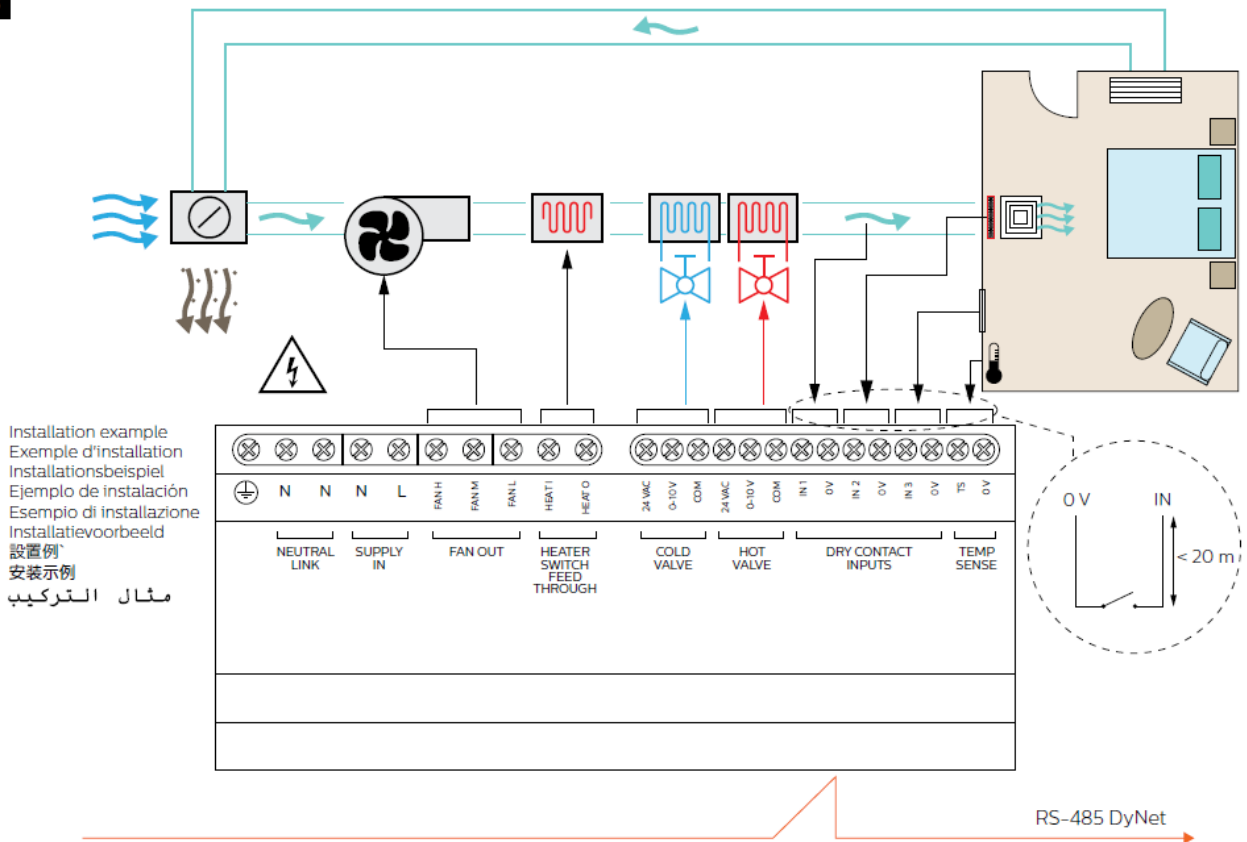 Installation example
Exemple d'installation
Installationsbeispiel
Ejemplo de instalación
Esempio di installazione
Installatievoorbeeld
設置例`
安装示例
مثال التركيب
N N N L FAN H FAN M FAN L HEAT I HEAT O 24 VAC 0-10 V COM 24 VAC 0-10 V COM IN 1 0V IN 2 0V IN 3 0V TS 0V
NEUTRAL
LINK
SUPPLY
IN
FAN OUT
HEATER
SWITCH
FEED
THROUGH
COLD
VALVE
HOT
VALVE
DRY CONTACT
INPUTS
TEMP
SENSE
0 V IN
< 20 m
RS-485 DyNet